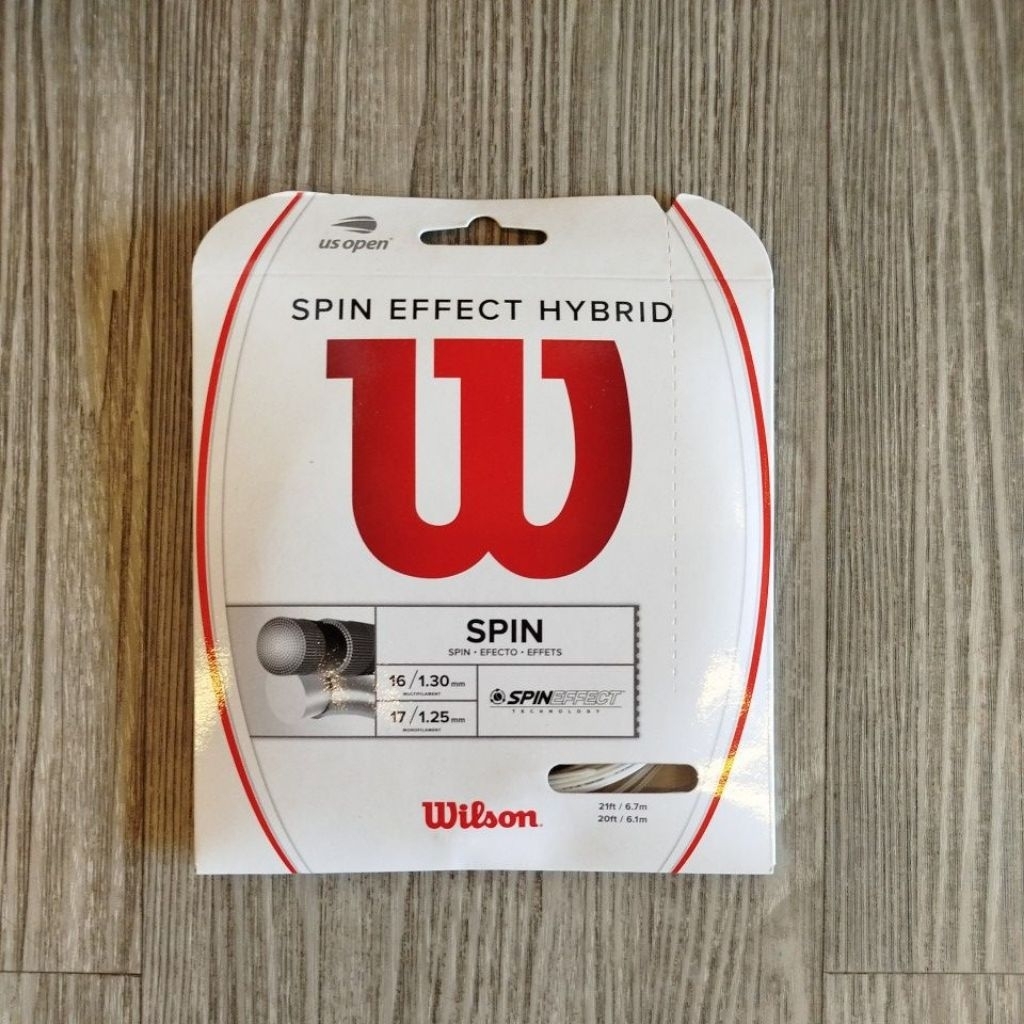 us open
SPIN EFFECT HYBRID
W
SPIN
SPIN • EFECTO • EFFETS
16 / 1.30 mm
MULTIFILAMENT
17 / 1.25 mm
MONOFILAMENT
SPINEFFECT
TECHNOLOGY
Wilson.
21ft / 6.7m
20ft / 6.1m